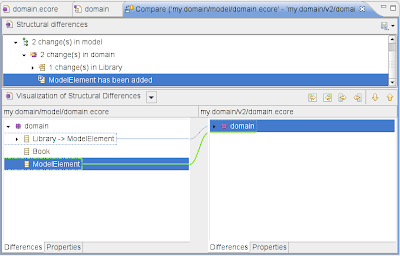 domain.ecore
domain
Compare ('my.domain/model/domain.ecore' - 'my.domain/v2/domai
Structural differences
2 change(s) in model
2 change(s) in domain
1 change(s) in Library
ModelElement has been added
Visualization of Structural Differences
my.domain/model/domain.ecore
my.domain/v2/domain.ecore
domain
domain
Library -> ModelElement
Book
ModelElement
Differences
Properties
Differences
Properties